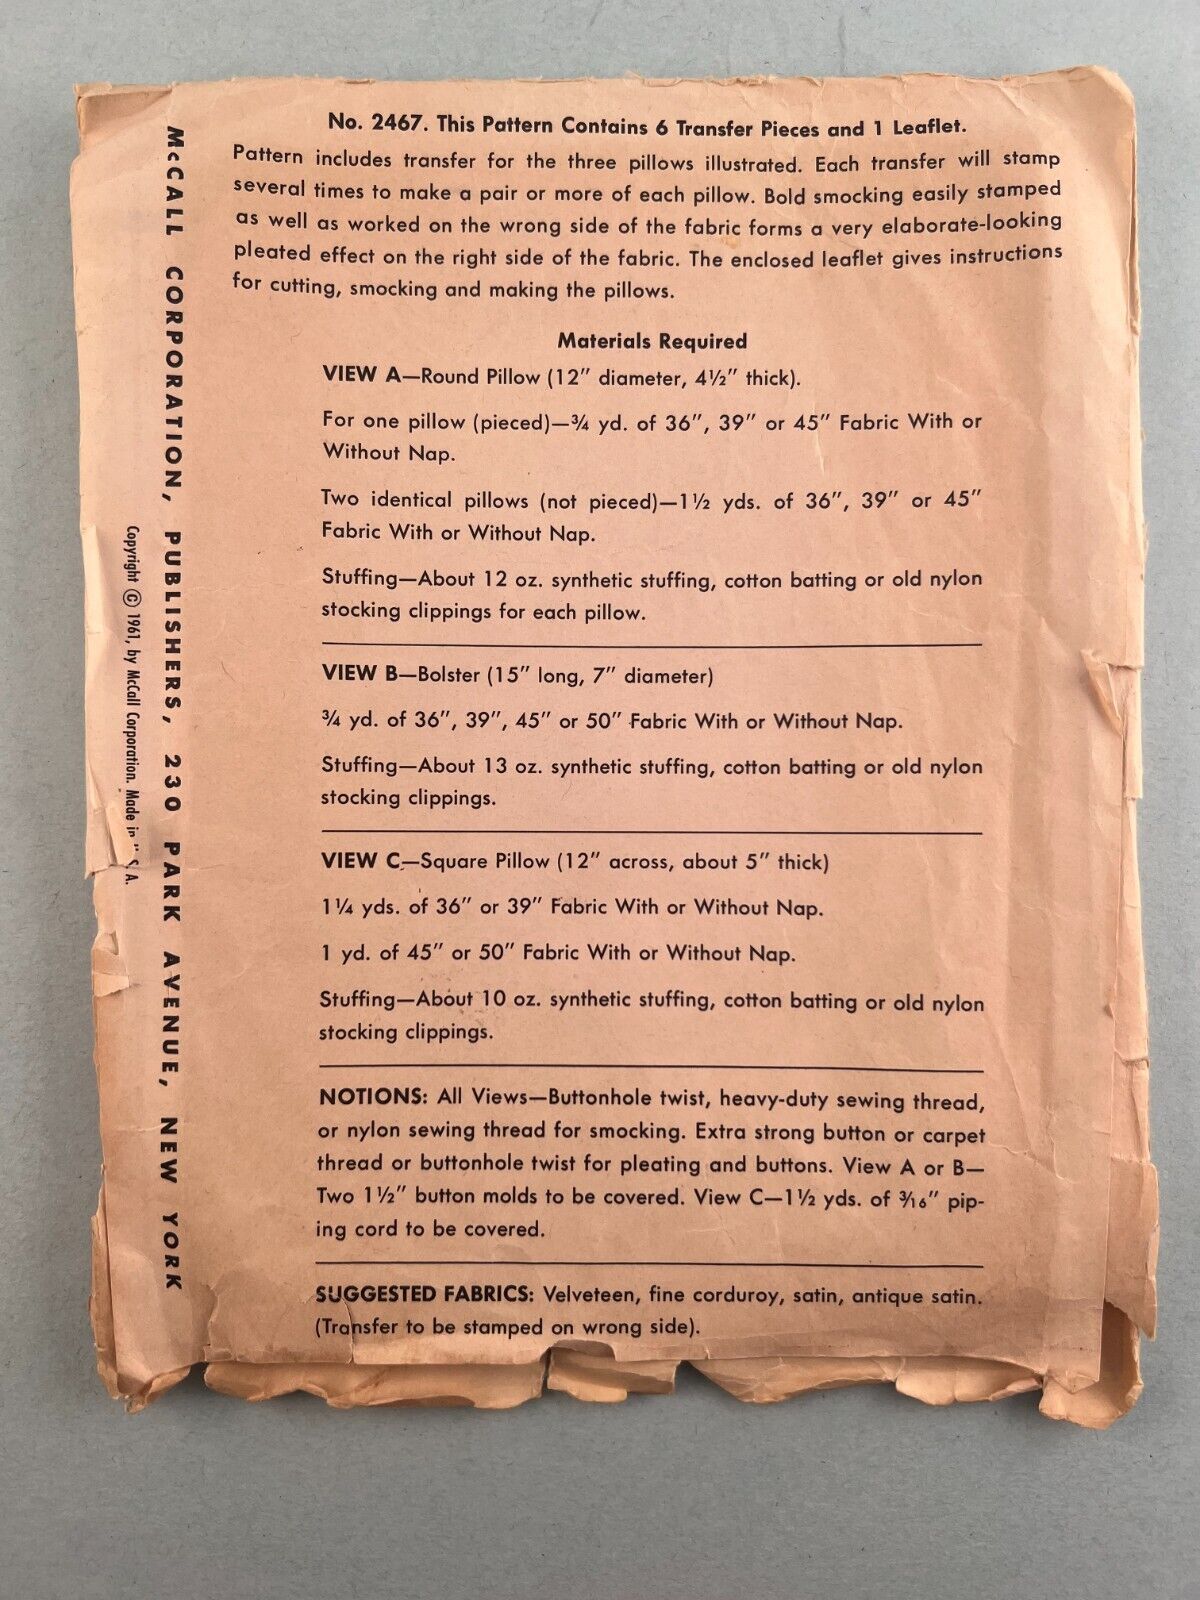 No. 2467. This Pattern Contains 6 Transfer Pieces and 1 Leaflet.
Pattern includes transfer for the three pillows illustrated. Each transfer will stamp
several times to make a pair or more of each pillow. Bold smocking easily stamped
as well as worked on the wrong side of the fabric forms a very elaborate-looking
pleated effect on the right side of the fabric. The enclosed leaflet gives instructions
for cutting, smocking and making the pillows.
Materials Required
VIEW A—Round Pillow (12" diameter, 4½" thick).
For one pillow (pieced)—¾ yd. of 36", 39" or 45" Fabric With or
Without Nap.
Two identical pillows (not pieced)—1½ yds. of 36", 39" or 45"
Fabric With or Without Nap.
Stuffing—About 12 oz. synthetic stuffing, cotton batting or old nylon
stocking clippings for each pillow.
VIEW B—Bolster (15" long, 7" diameter)
¾ yd. of 36", 39", 45" or 50" Fabric With or Without Nap.
Stuffing—About 13 oz. synthetic stuffing, cotton batting or old nylon
stocking clippings.
VIEW C—Square Pillow (12" across, about 5" thick)
1¼ yds. of 36" or 39" Fabric With or Without Nap.
1 yd. of 45" or 50" Fabric With or Without Nap.
Stuffing—About 10 oz. synthetic stuffing, cotton batting or old nylon
stocking clippings.
NOTIONS: All Views—Buttonhole twist, heavy-duty sewing thread,
or nylon sewing thread for smocking. Extra strong button or carpet
thread or buttonhole twist for pleating and buttons. View A or B—
Two 1½" button molds to be covered. View C—1½ yds. of 3/16" pip-
ing cord to be covered.
SUGGESTED FABRICS: Velveteen, fine corduroy, satin, antique satin.
(Transfer to be stamped on wrong side).
McCALL CORPORATION, PUBLISHERS, 230 PARK AVENUE, NEW YORK
Copyright © 1961, by McCall Corporation. Made in A.